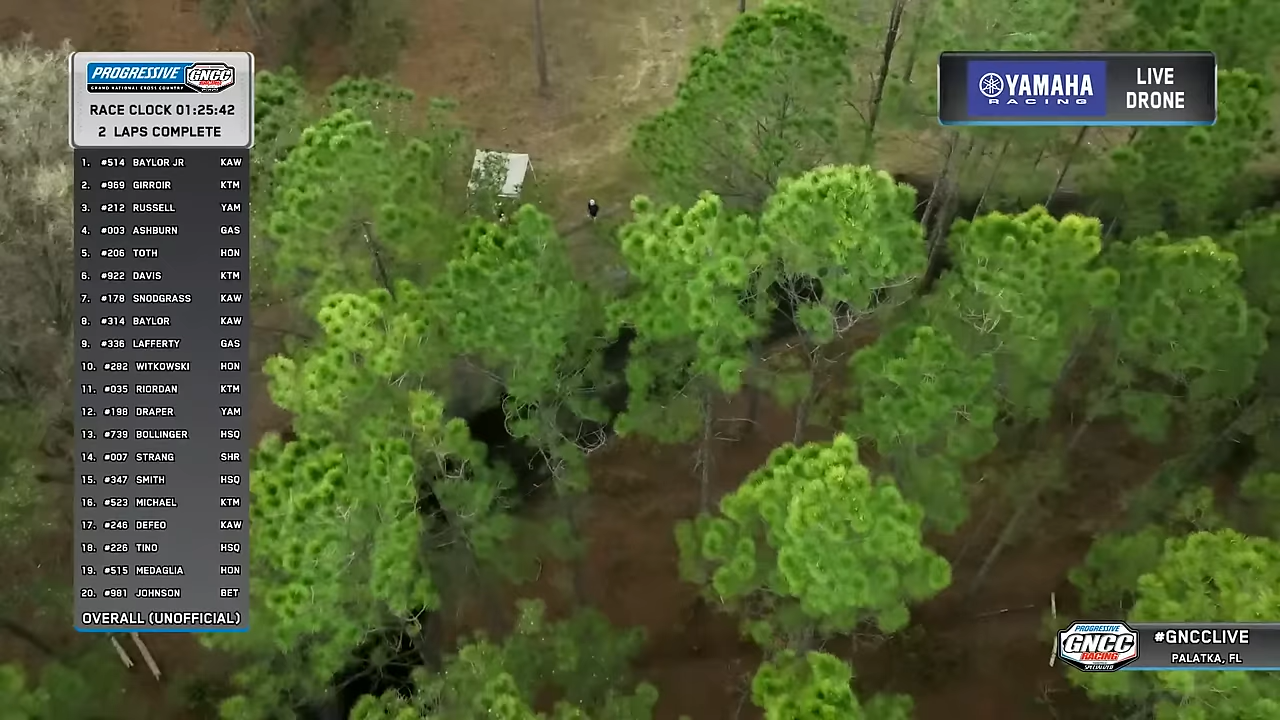 PROGRESSIVE GNCC RACING
GRAND NATIONAL CROSS COUNTRY
RACE CLOCK 01:25:42
2 LAPS COMPLETE
1. #514 BAYLOR JR KAW
2. #969 GIRROIR KTM
3. #212 RUSSELL YAM
4. #003 ASHBURN GAS
5. #206 TOTH HON
6. #922 DAVIS KTM
7. #178 SNODGRASS KAW
8. #314 BAYLOR KAW
9. #336 LAFFERTY GAS
10. #282 WITKOWSKI HON
11. #035 RIORDAN KTM
12. #198 DRAPER YAM
13. #739 BOLLINGER HSQ
14. #007 STRANG SHR
15. #347 SMITH HSQ
16. #523 MICHAEL KTM
17. #246 DEFEO KAW
18. #226 TINO HSQ
19. #515 MEDAGLIA HON
20. #981 JOHNSON BET
OVERALL (UNOFFICIAL)
YAMAHA
RACING
LIVE
DRONE
PROGRESSIVE
GNCC
RACING
SPECIALIZED
#GNCCLIVE
PALATKA, FL